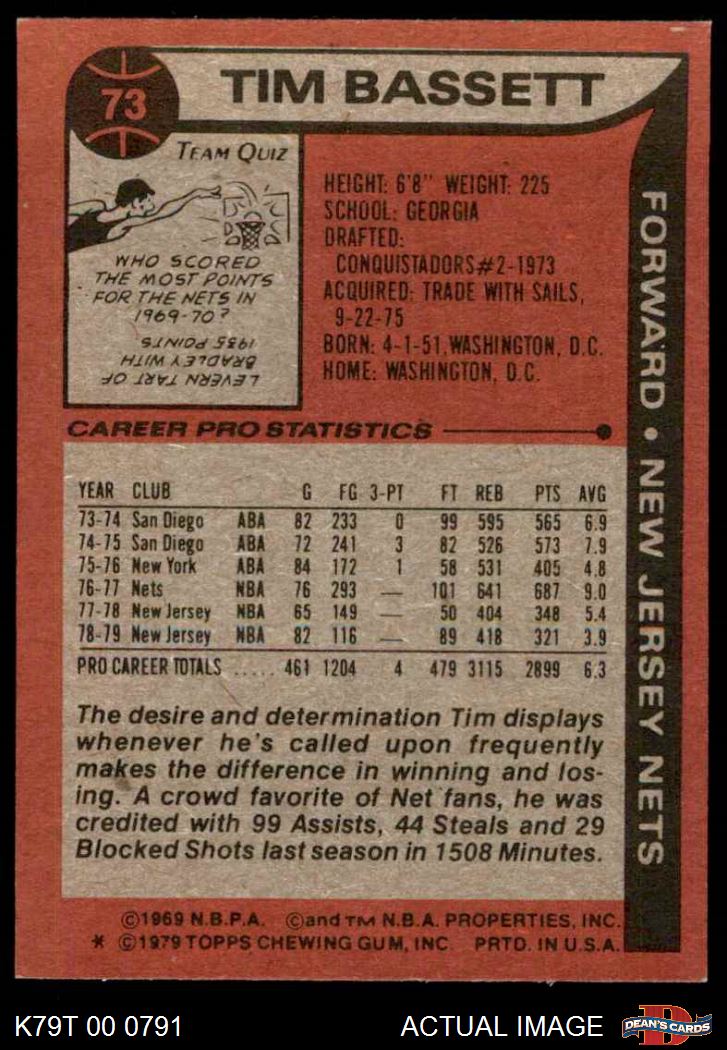 73
TIM BASSETT
TEAM QUIZ
WHO SCORED
THE MOST POINTS
FOR THE NETS IN
1969-70?
LEVERN TART OF
BRADLEY WITH
1935 POINTS
HEIGHT: 6'8" WEIGHT: 225
SCHOOL: GEORGIA
DRAFTED:
CONQUISTADORS#2-1973
ACQUIRED: TRADE WITH SAILS,
9-22-75
BORN: 4-1-51,WASHINGTON, D.C.
HOME: WASHINGTON, D.C.
FORWARD • NEW JERSEY NETS
CAREER PRO STATISTICS
YEAR CLUB G FG 3-PT FT REB PTS AVG
73-74 San Diego ABA 82 233 0 99 595 565 6.9
74-75 San Diego ABA 72 241 3 82 526 573 7.9
75-76 New York ABA 84 172 1 58 531 405 4.8
76-77 Nets NBA 76 293 — 101 641 687 9.0
77-78 New Jersey NBA 65 149 — 50 404 348 5.4
78-79 New Jersey NBA 82 116 — 89 418 321 3.9
PRO CAREER TOTALS ..... 461 1204 4 479 3115 2899 6.3
The desire and determination Tim displays
whenever he's called upon frequently
makes the difference in winning and los-
ing. A crowd favorite of Net fans, he was
credited with 99 Assists, 44 Steals and 29
Blocked Shots last season in 1508 Minutes.
©1969 N.B.P.A. ©and TM N.B.A. PROPERTIES, INC.
* ©1979 TOPPS CHEWING GUM, INC. PRTD. IN U.S.A.
K79T 00 0791
ACTUAL IMAGE
D
DEAN'S CARDS